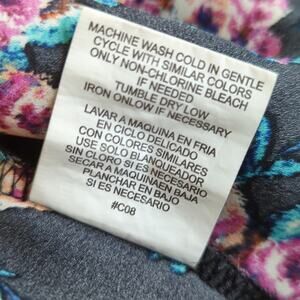 MACHINE WASH COLD IN GENTLE
CYCLE WITH SIMILAR COLORS
ONLY NON-CHLORINE BLEACH
IF NEEDED
TUMBLE DRY LOW
IRON ONLOW IF NECESSARY
LAVAR A MAQUINA EN FRIA
EN CICLO DELICADO
CON COLORES SIMILARES
USE SOLO BLANQUEADOR
SIN CLORO SI ES NECESARIO
SECAR A MAQUINAEN BAJA
PLANCHAR EN BAJO
SI ES NECESARIO
#C08